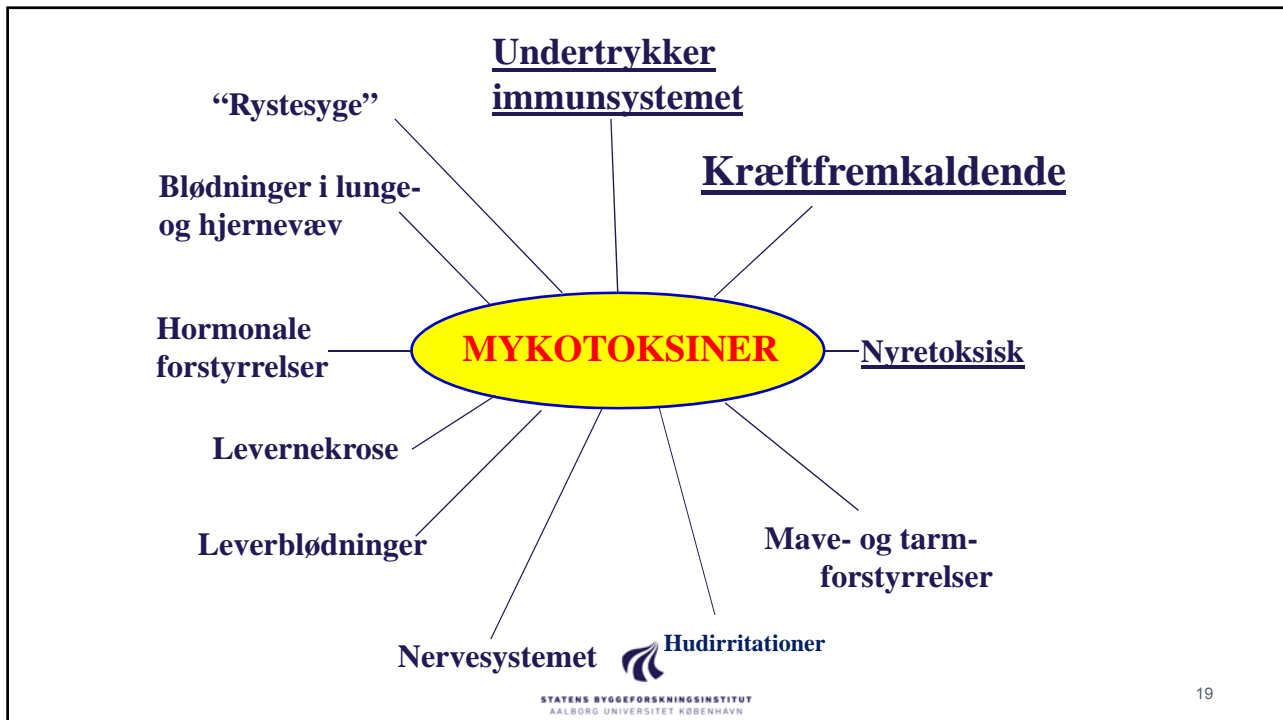 Undertrykker
immunsystemet
“Rystesyge”
Kræftfremkaldende
Blødninger i lunge-
og hjernevæv
Hormonale
forstyrrelser
MYKOTOKSINER
Nyretoksisk
Levernekrose
Leverblødninger
Mave- og tarm-
forstyrrelser
Nervesystemet
Hudirritationer
STATENS BYGGEFORSKNINGSINSTITUT
AALBORG UNIVERSITET KØBENHAVN
19